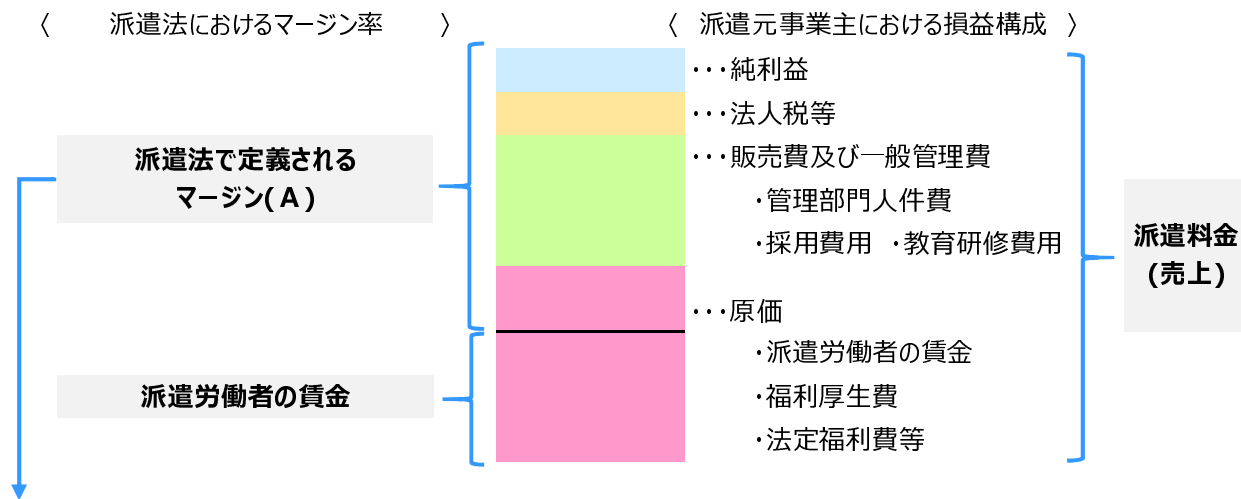 〈 派遣法におけるマージン率 〉
〈 派遣元事業主における損益構成 〉
派遣法で定義される
マージン(A)
派遣労働者の賃金
･･･純利益
･･･法人税等
･･･販売費及び一般管理費
･管理部門人件費
･採用費用 ･教育研修費用
･･･原価
･派遣労働者の賃金
･福利厚生費
･法定福利費等
派遣料金
(売上)